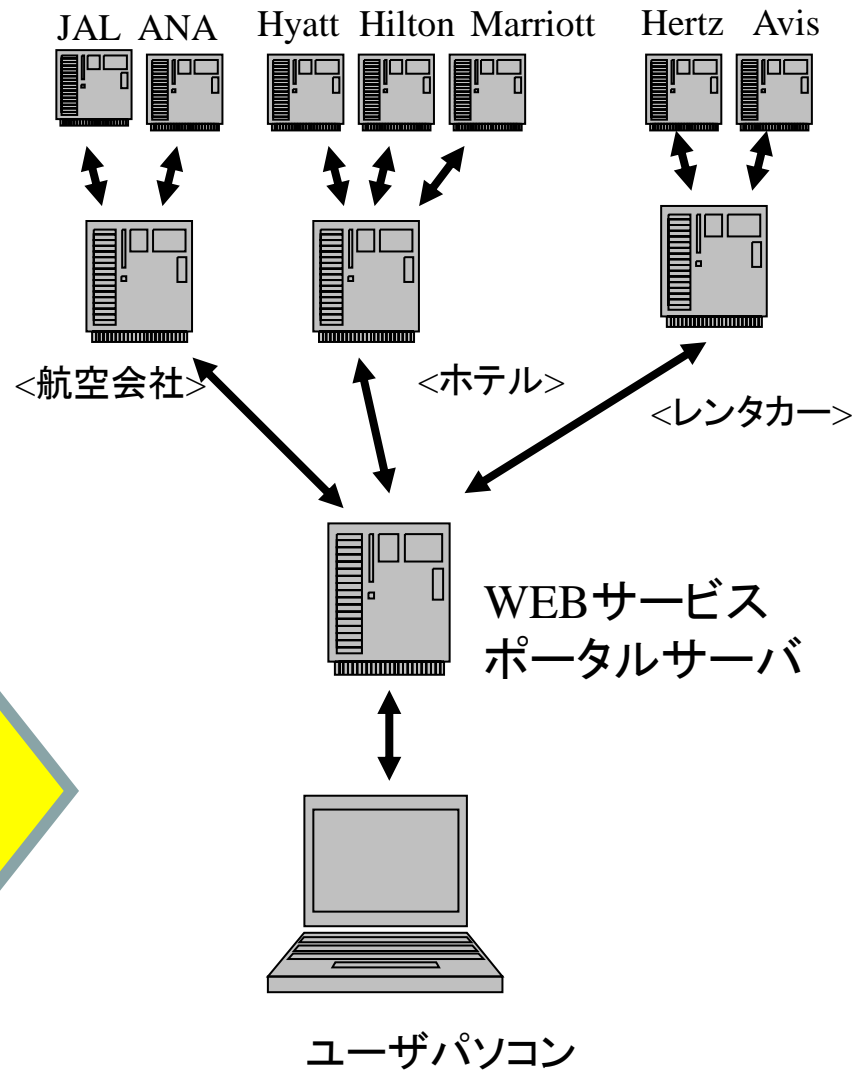 JAL ANA Hyatt Hilton Marriott Hertz Avis
<航空会社>
<ホテル>
<レンタカー>
WEBサービス
ポータルサーバ
ユーザパソコン